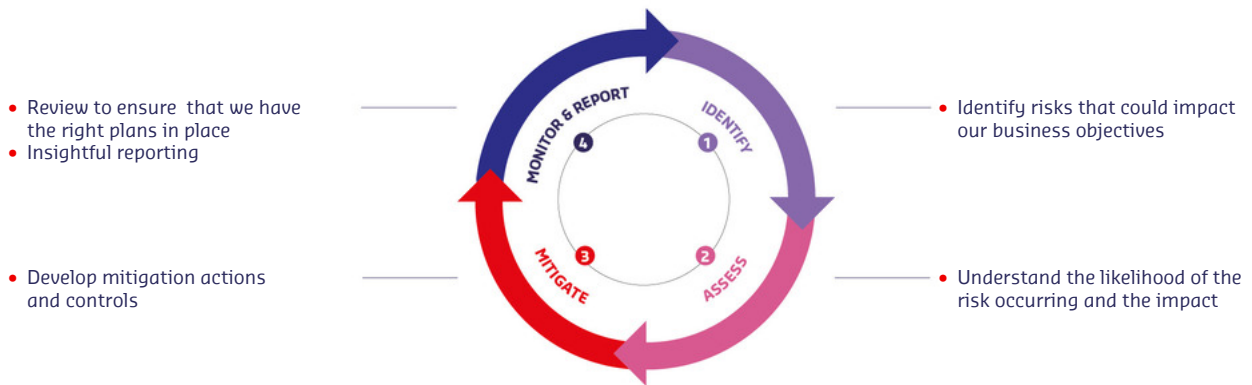 • Review to ensure that we have
the right plans in place
• Insightful reporting
• Develop mitigation actions
and controls
MONITOR & REPORT
4
IDENTIFY
1
MITIGATE
3
ASSESS
2
• Identify risks that could impact
our business objectives
• Understand the likelihood of the
risk occurring and the impact